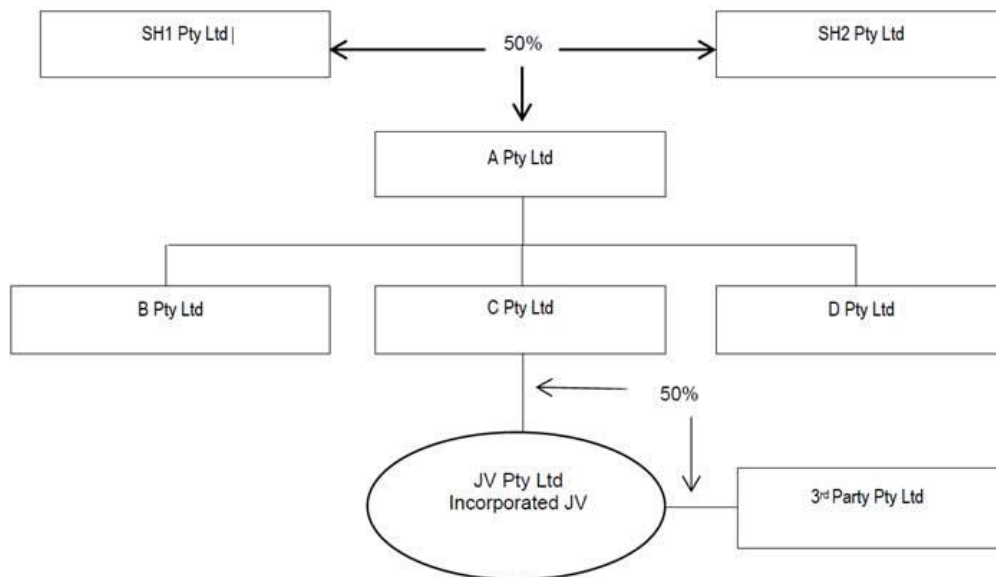 SH1 Pty Ltd |
50%
SH2 Pty Ltd
A Pty Ltd
B Pty Ltd
C Pty Ltd
D Pty Ltd
50%
JV Pty Ltd
Incorporated JV
3rd Party Pty Ltd